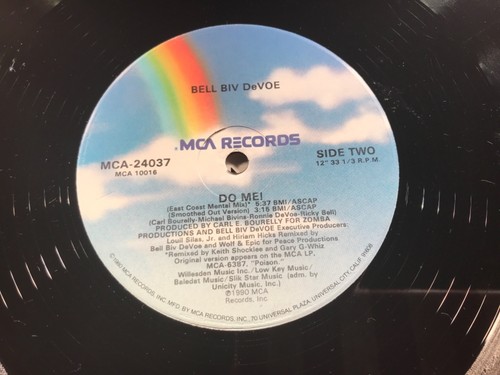 BELL BIV DeVOE
MCA RECORDS
MCA-24037
MCA 10016
SIDE TWO
12" 33 1/3 R.P.M.
DO ME!
(East Coast Mental Mix)* 5:37 BMI/ASCAP
(Smoothed Out Version) 3:16 BMI/ASCAP
(Carl Bourelly-Michael Bivins-Ronnie DeVoe-Ricky Bell)
PRODUCED BY CARL E. BOURELLY FOR ZOMBA
PRODUCTIONS AND BELL BIV DeVOE Executive Producers:
Louil Silas, Jr. and Hiriam Hicks Remixed by
Bell Biv DeVoe and Wolf & Epic for Peace Productions
*Remixed by Keith Shocklee and Gary G-Whiz
Original version appears on the MCA LP.
MCA-6387, "Poison."
Willesden Music Inc./Low Key Music/
Baledat Music/Slik Star Music (adm. by
Unicity Music, Inc.)
©1990 MCA
Records, Inc.
©1990 MCA RECORDS, INC. MFD. BY MCA RECORDS, INC., 70 UNIVERSAL PLAZA, UNIVERSAL CITY, CALIF. 91608